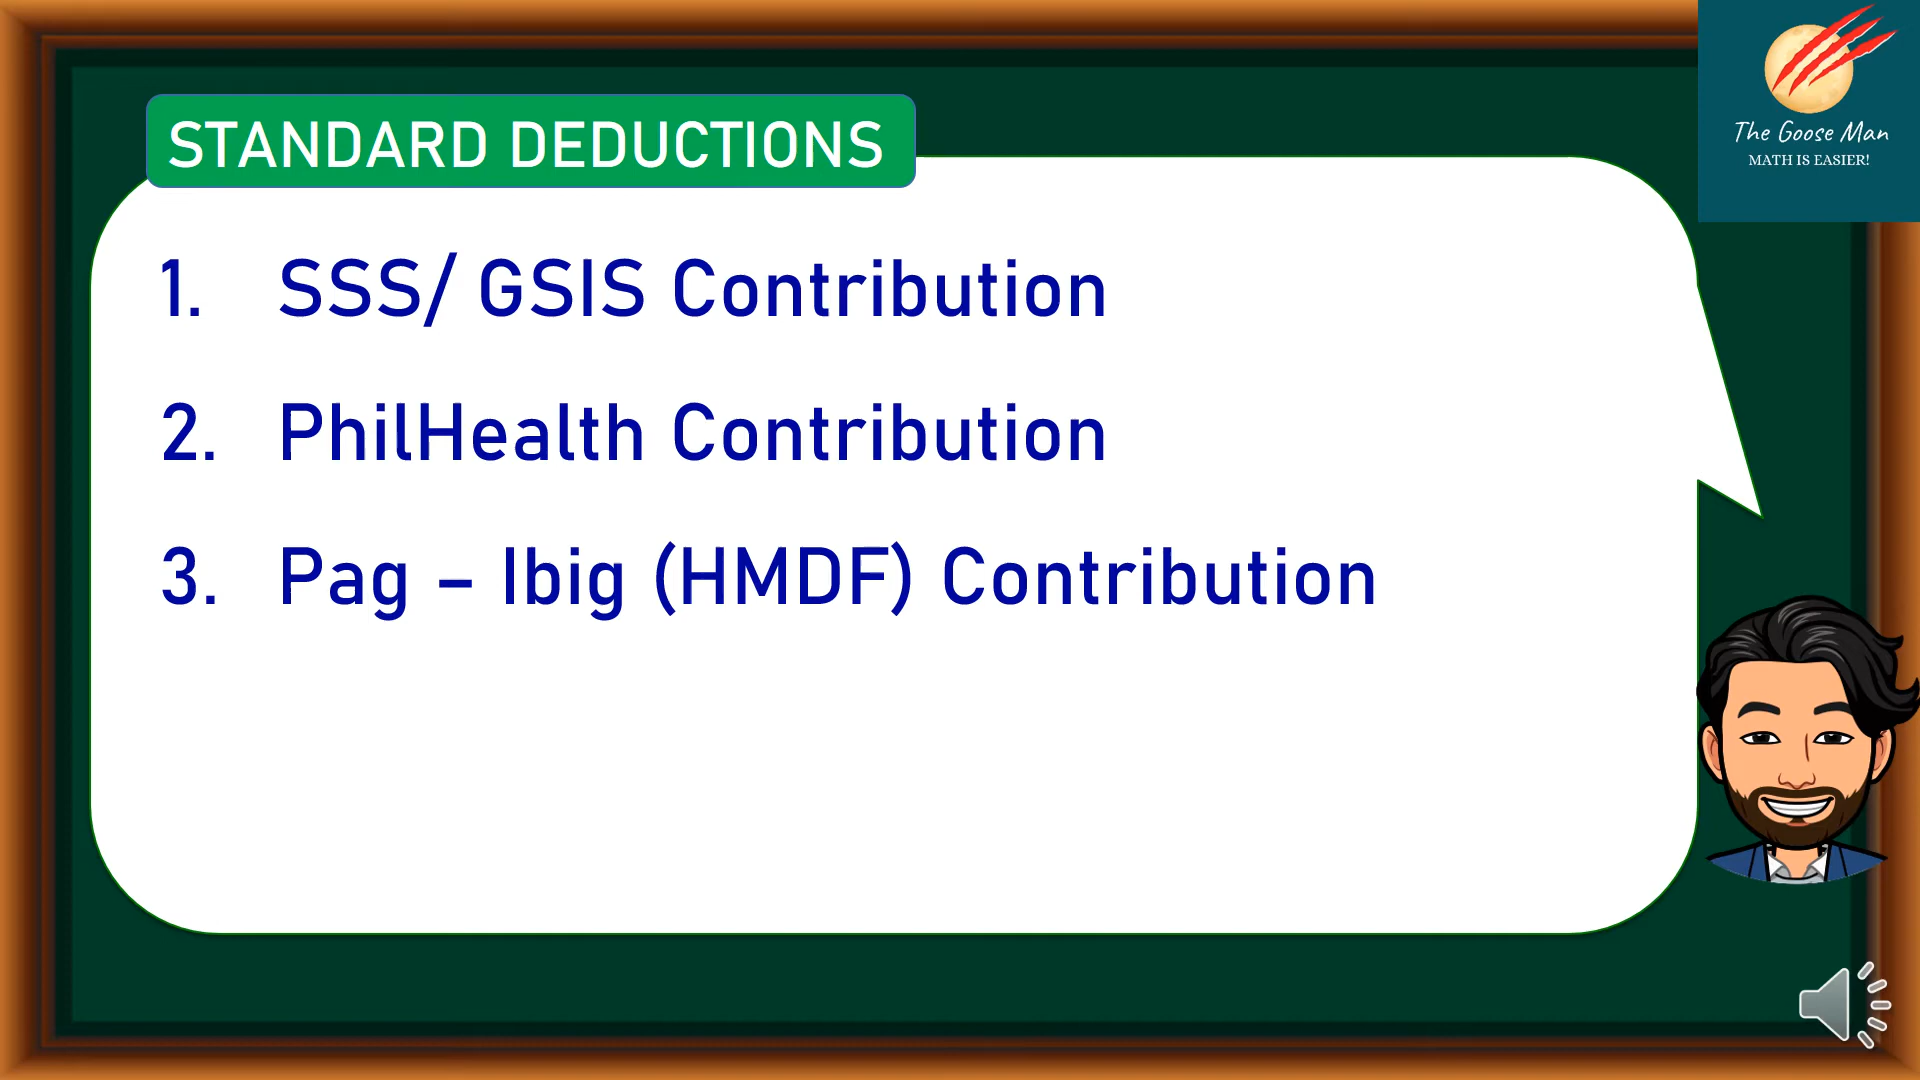 STANDARD DEDUCTIONS
The Goose Man
MATH IS EASIER!
1. SSS/ GSIS Contribution
2. PhilHealth Contribution
3. Pag – Ibig (HMDF) Contribution